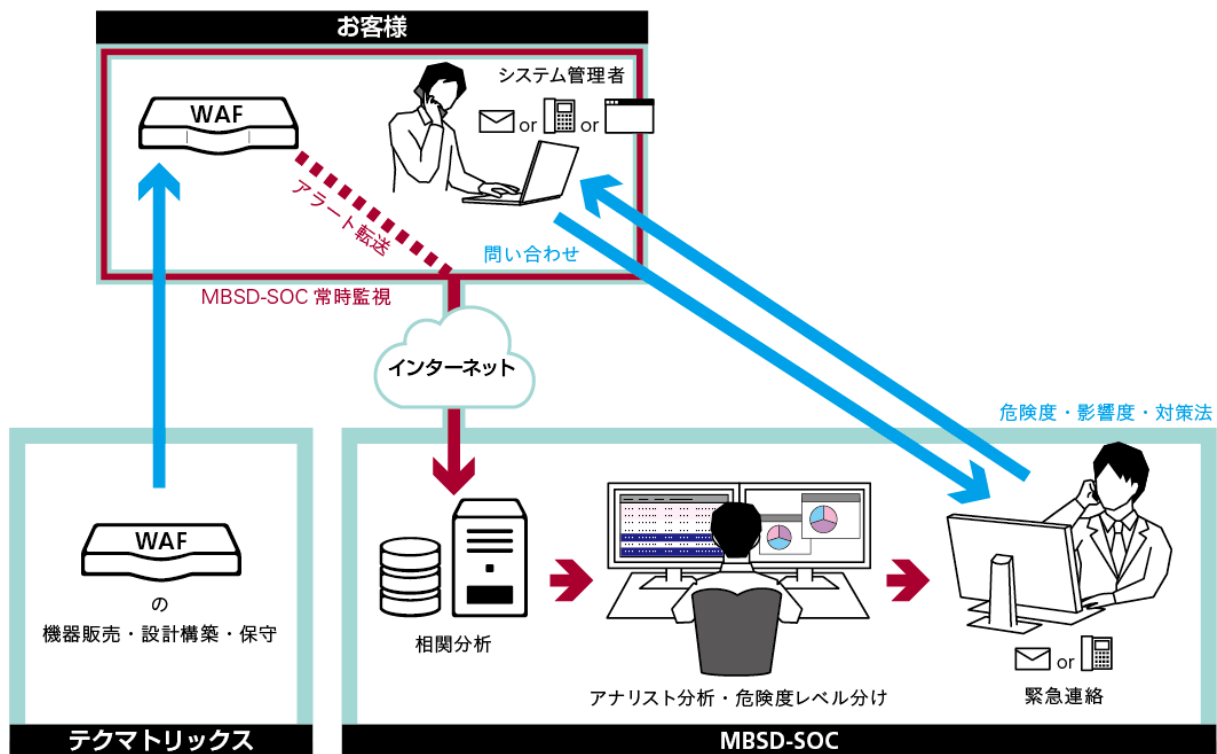 お客様
システム管理者
WAF
or
or
アラート転送
問い合わせ
MBSD-SOC 常時監視
インターネット
危険度・影響度・対策法
WAF
の
機器販売・設計構築・保守
相関分析
アナリスト分析・危険度レベル分け
or
緊急連絡
テクマトリックス
MBSD-SOC